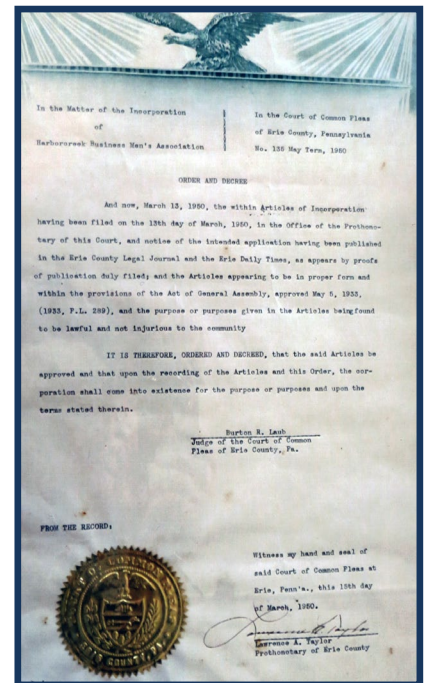 In the Matter of the Incorporation
of
Harborcreek Business Men's Association
In the Court of Common Pleas
of Erie County, Pennsylvania
No. 135 May Term, 1950
ORDER AND DECREE
And now, March 13, 1950, the within Articles of Incorporation
having been filed on the 13th day of March, 1950, in the Office of the Prothono-
tary of this Court, and notice of the intended application having been published
in the Erie County Legal Journal and the Erie Daily Times, as appears by proofs
of publication duly filed; and the Articles appearing to be in proper form and
within the provisions of the Act of General Assembly, approved May 5, 1933,
(1933, P.L. 289), and the purpose or purposes given in the Articles beingfound
to be lawful and not injurious to the community
IT IS THEREFORE, ORDERED AND DECREED, that the said Articles be
approved and that upon the recording of the Articles and this Order, the cor-
poration shall come into existence for the purpose or purposes and upon the
terms stated therein.
Burton R. Laub
Judge of the Court of Common
Pleas of Erie County, Pa.
FROM THE RECORD:
Witness my hand and seal of
said Court of Common Pleas at
Erie, Penn'a., this 13th day
of March, 1950.
Lawrence A. Taylor
Lawrence A. Taylor
Prothonotary of Erie County
COURT OF COMMON PLEAS
ERIE COUNTY, PA.